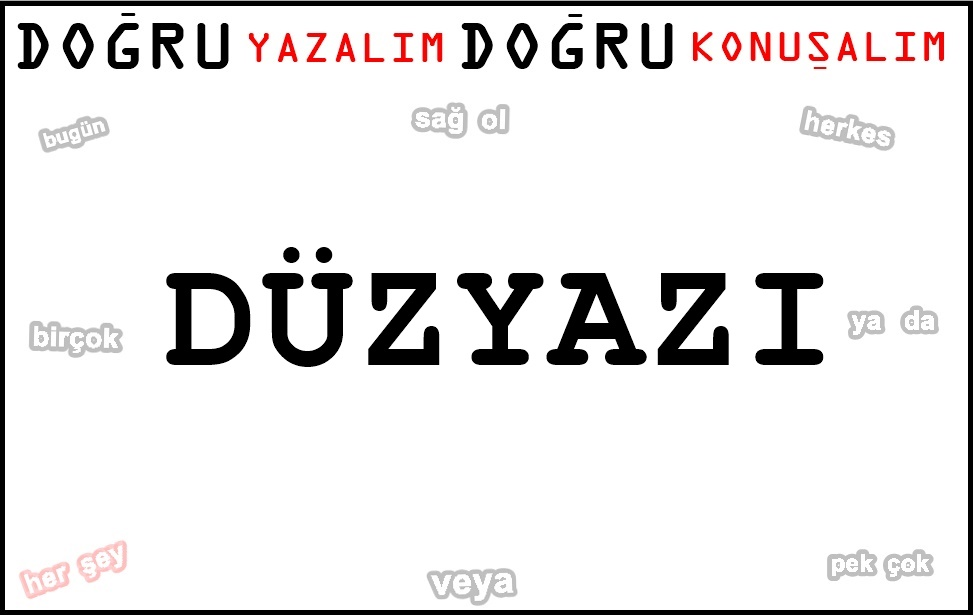 DOĞRU YAZALIM DOĞRU KONUŞALIM
bugün
sağ ol
herkes
DÜZYAZI
birçok
ya da
her şey
veya
pek çok